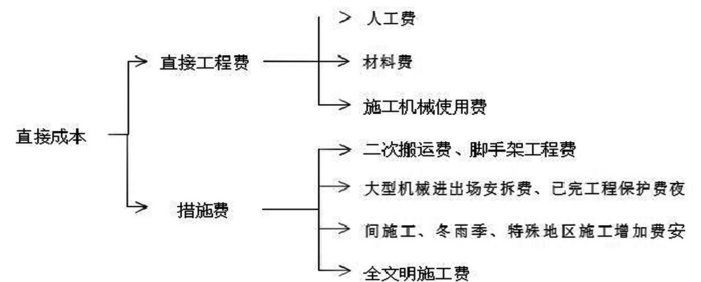 人工费
直接工程费
材料费
施工机械使用费
直接成本
二次搬运费、脚手架工程费
大型机械进出场安拆费、已完工程保护费夜
措施费
间施工、冬雨季、特殊地区施工增加费安
全文明施工费